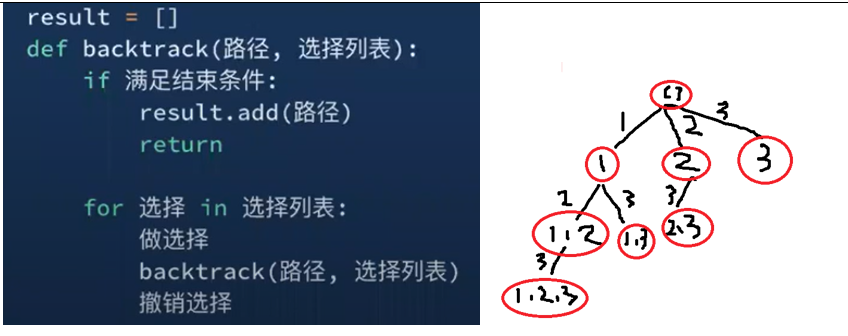 result = []
def backtrack(路径, 选择列表):
if 满足结束条件:
result.add(路径)
return
for 选择 in 选择列表:
做选择
backtrack(路径, 选择列表)
撤销选择
[]
1 2 3
1 2 3
2 3 3
1.2 1.3 2.3
3
1.2.3